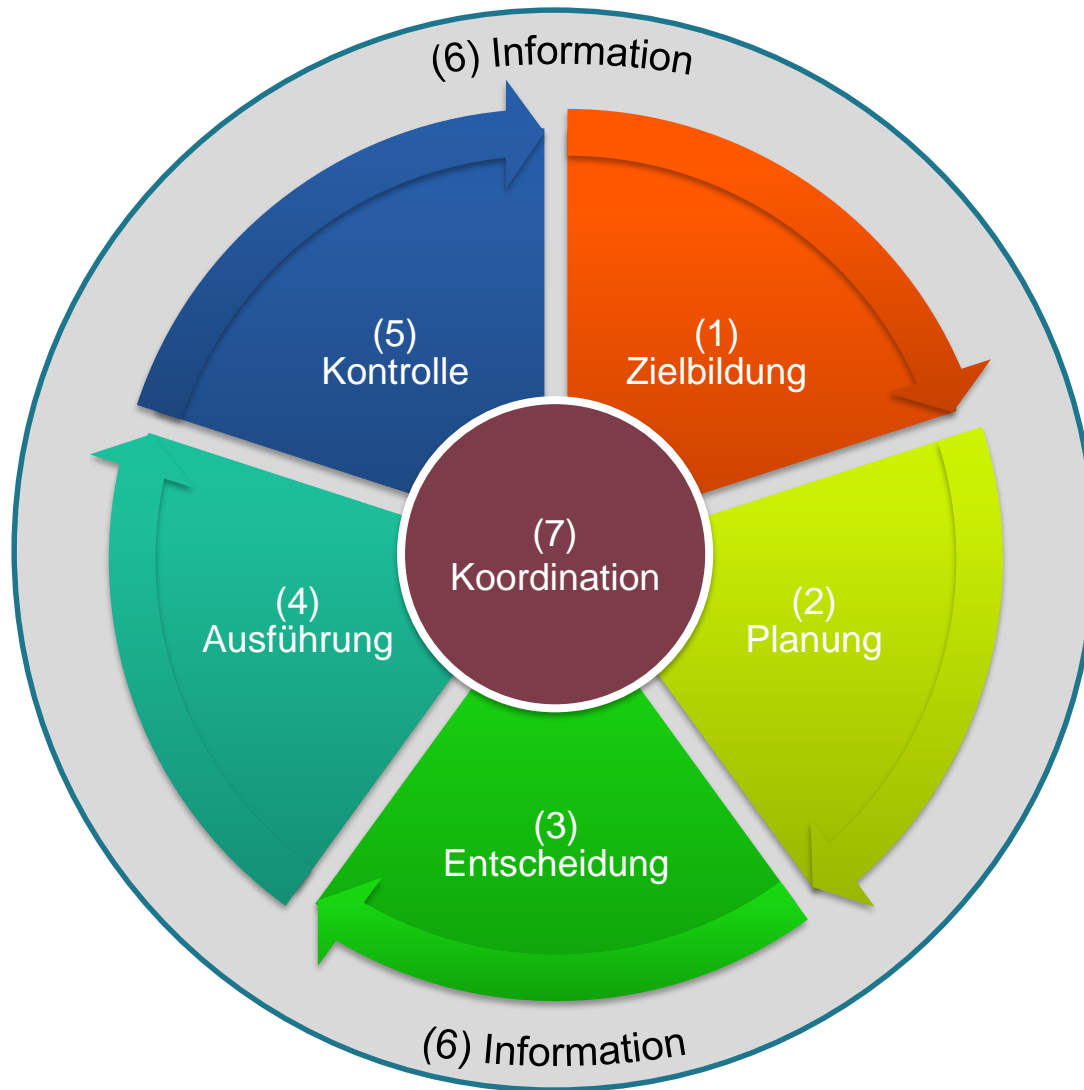 (6) Information
(5)
Kontrolle
(1)
Zielbildung
(7)
Koordination
(4)
Ausführung
(2)
Planung
(3)
Entscheidung
(6) Information